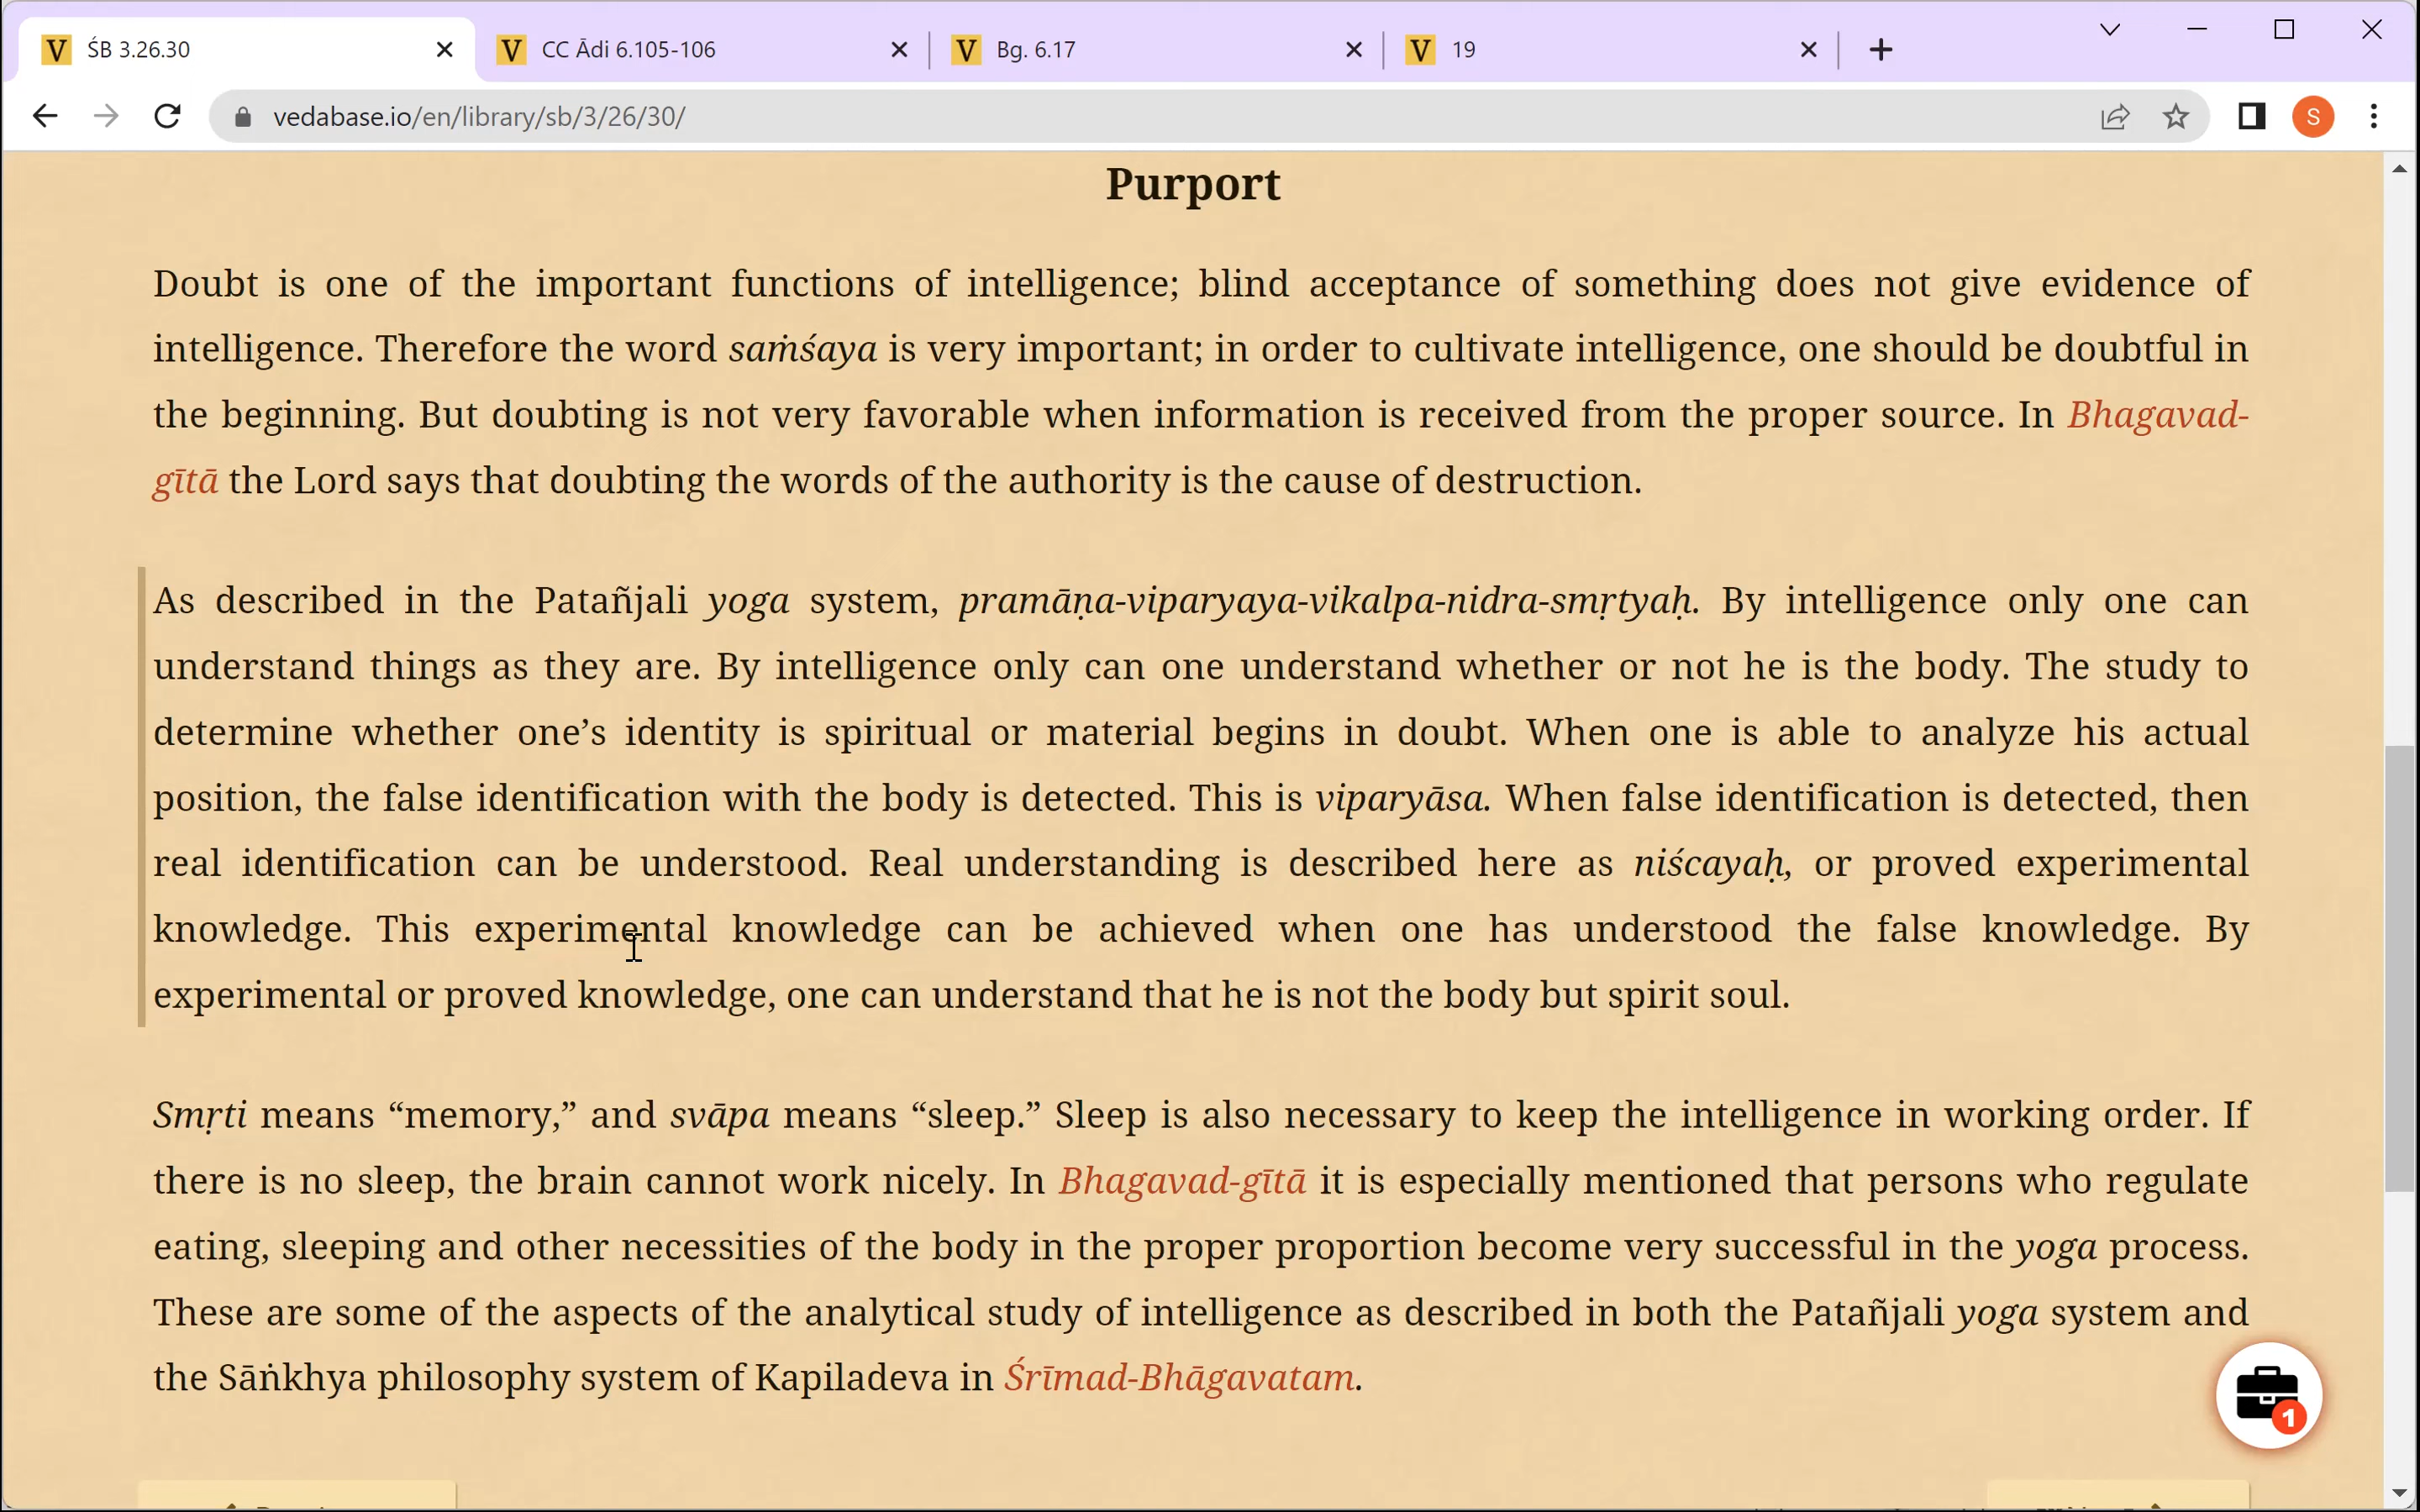 ŚB 3.26.30
CC Ādi 6.105-106
Bg. 6.17
19
vedabase.io/en/library/sb/3/26/30/
S
Purport
Doubt is one of the important functions of intelligence; blind acceptance of something does not give evidence of
intelligence. Therefore the word saṁśaya is very important; in order to cultivate intelligence, one should be doubtful in
the beginning. But doubting is not very favorable when information is received from the proper source. In Bhagavad-
gītā the Lord says that doubting the words of the authority is the cause of destruction.
As described in the Patañjali yoga system, pramāṇa-viparyaya-vikalpa-nidra-smṛtyaḥ. By intelligence only one can
understand things as they are. By intelligence only can one understand whether or not he is the body. The study to
determine whether one’s identity is spiritual or material begins in doubt. When one is able to analyze his actual
position, the false identification with the body is detected. This is viparyāsa. When false identification is detected, then
real identification can be understood. Real understanding is described here as niścayaḥ, or proved experimental
knowledge. This experimental knowledge can be achieved when one has understood the false knowledge. By
experimental or proved knowledge, one can understand that he is not the body but spirit soul.
Smṛti means “memory,” and svāpa means “sleep.” Sleep is also necessary to keep the intelligence in working order. If
there is no sleep, the brain cannot work nicely. In Bhagavad-gītā it is especially mentioned that persons who regulate
eating, sleeping and other necessities of the body in the proper proportion become very successful in the yoga process.
These are some of the aspects of the analytical study of intelligence as described in both the Patañjali yoga system and
the Sāṅkhya philosophy system of Kapiladeva in Śrīmad-Bhāgavatam.
1